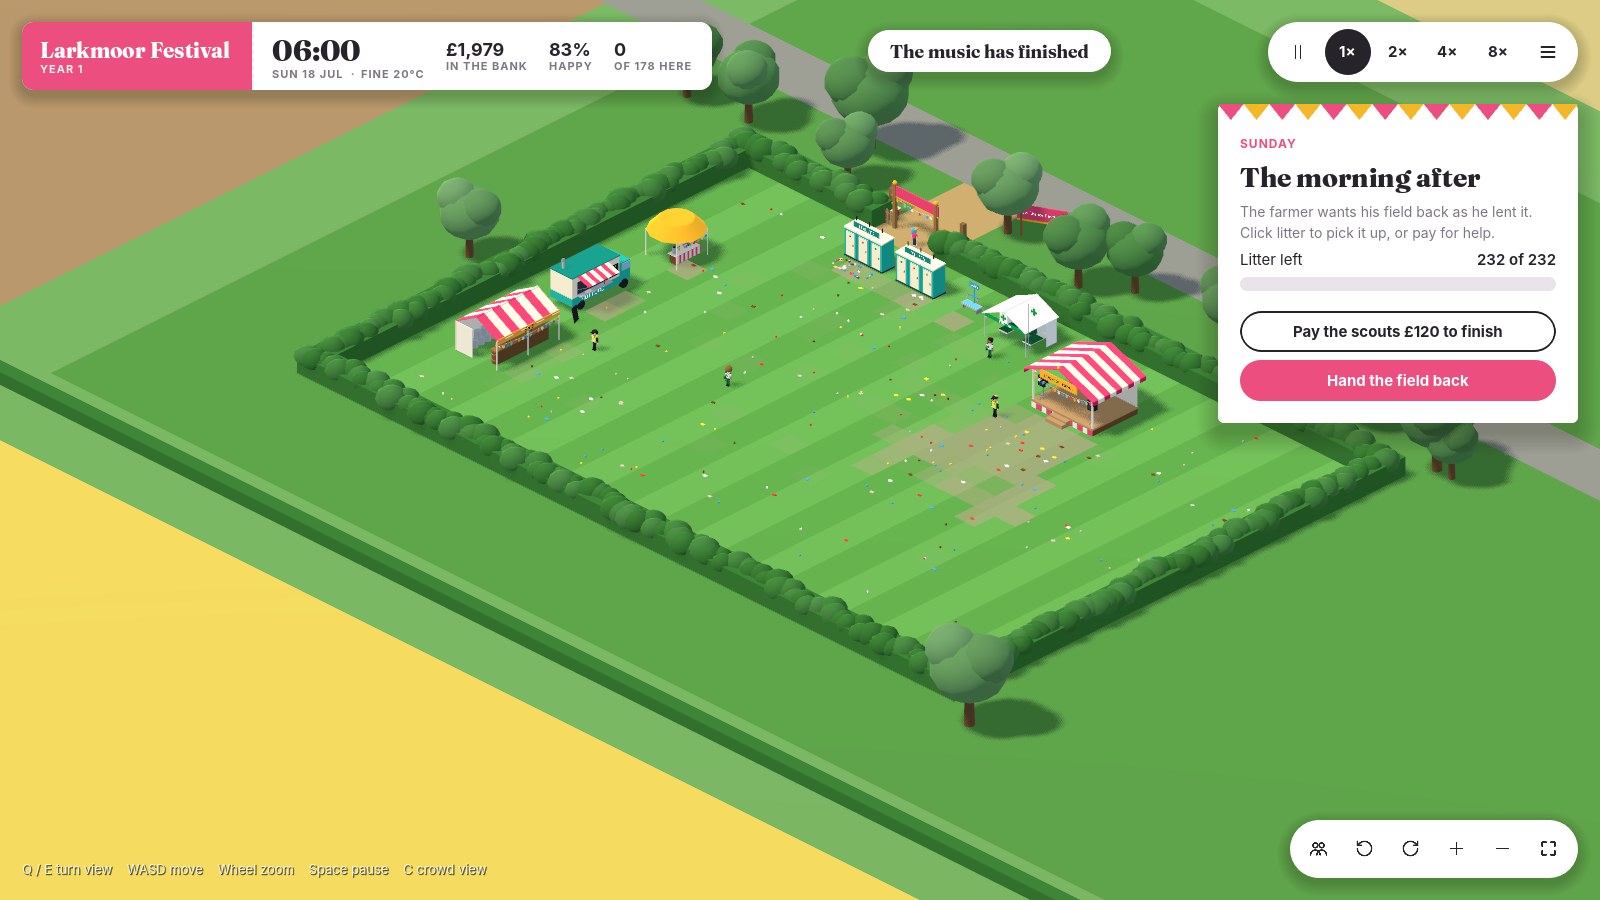 Larkmoor Festival
YEAR 1
06:00
SUN 18 JUL · FINE 20°C
£1,979
IN THE BANK
83%
HAPPY
0
OF 178 HERE
The music has finished
1×
2×
4×
8×
SUNDAY
The morning after
The farmer wants his field back as he lent it.
Click litter to pick it up, or pay for help.
Litter left
232 of 232
Pay the scouts £120 to finish
Hand the field back
Q / E turn view WASD move Wheel zoom Space pause C crowd view